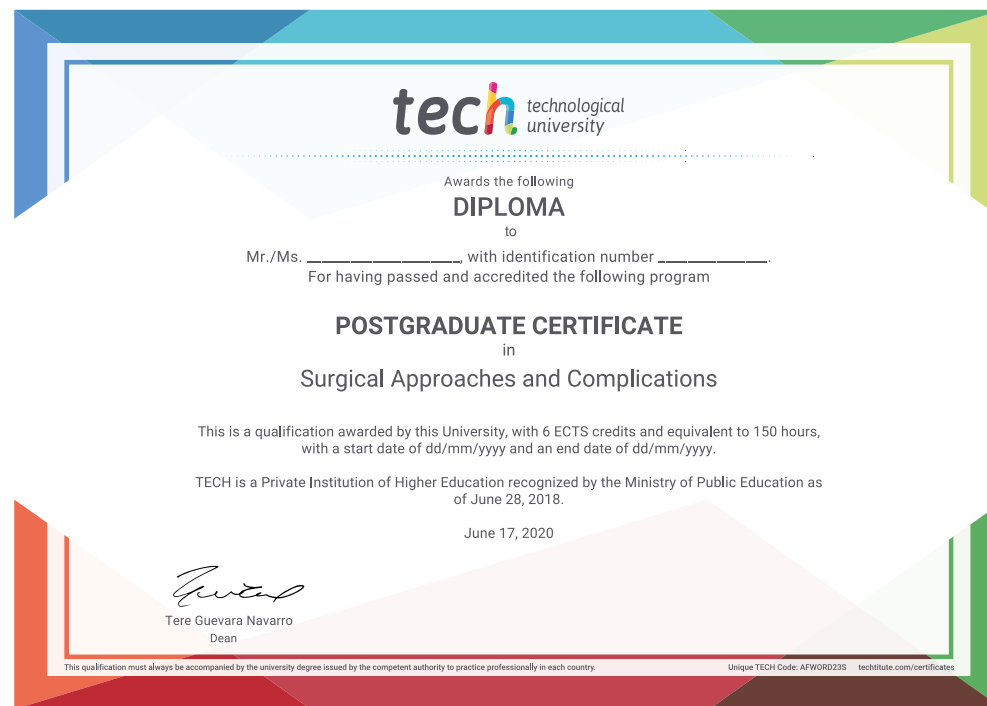 tech technological
university
Awards the following
DIPLOMA
to
Mr./Ms. ____________________, with identification number ______________.
For having passed and accredited the following program
POSTGRADUATE CERTIFICATE
in
Surgical Approaches and Complications
This is a qualification awarded by this University, with 6 ECTS credits and equivalent to 150 hours,
with a start date of dd/mm/yyyy and an end date of dd/mm/yyyy.
TECH is a Private Institution of Higher Education recognized by the Ministry of Public Education as
of June 28, 2018.
June 17, 2020
Tere Guevara Navarro
Dean
This qualification must always be accompanied by the university degree issued by the competent authority to practice professionally in each country.
Unique TECH Code: AFWORD23S techtitute.com/certificates